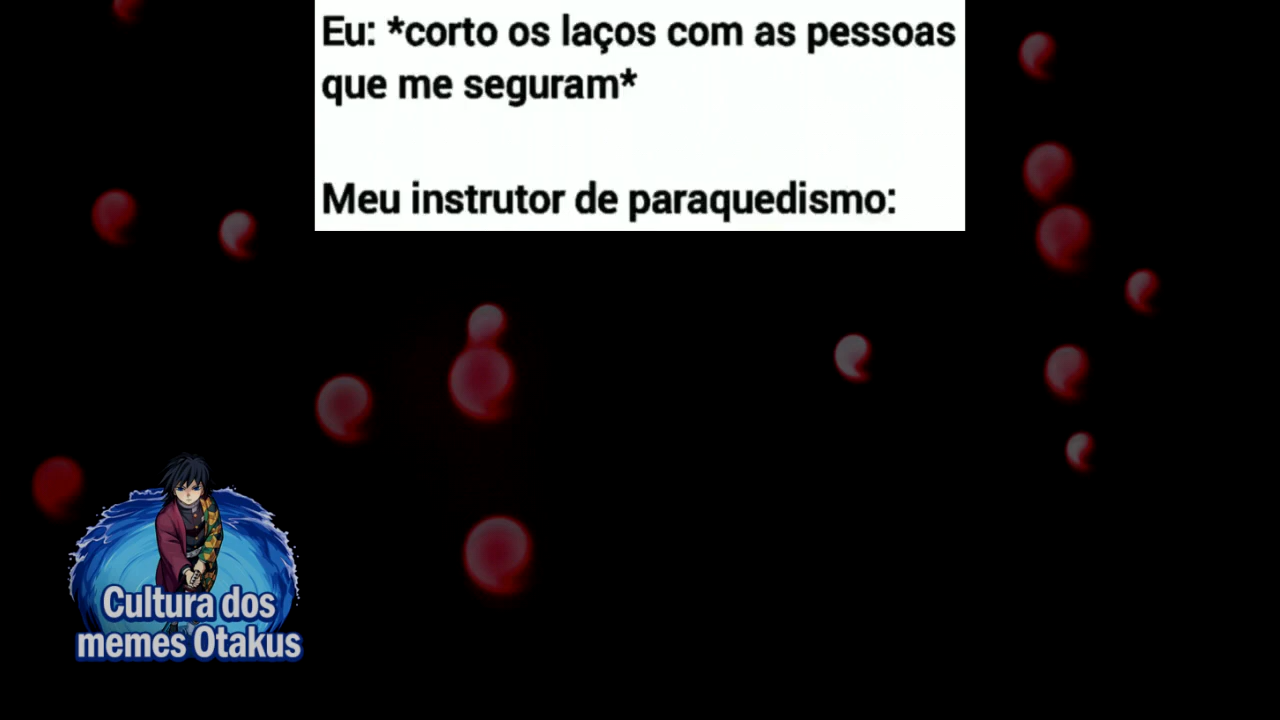 Eu: *corto os laços com as pessoas
que me seguram*
Meu instrutor de paraquedismo:
Cultura dos
memes Otakus